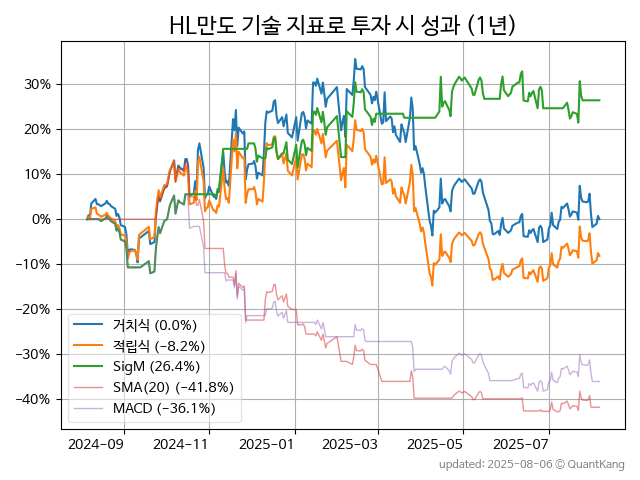 HL만도 기술 지표로 투자 시 성과 (1년)
30%
20%
10%
0%
−10%
−20%
−30%
−40%
거치식 (0.0%)
적립식 (−8.2%)
SigM (26.4%)
SMA(20) (−41.8%)
MACD (−36.1%)
2024-09 2024-11 2025-01 2025-03 2025-05 2025-07
updated: 2025-08-06 © QuantKang